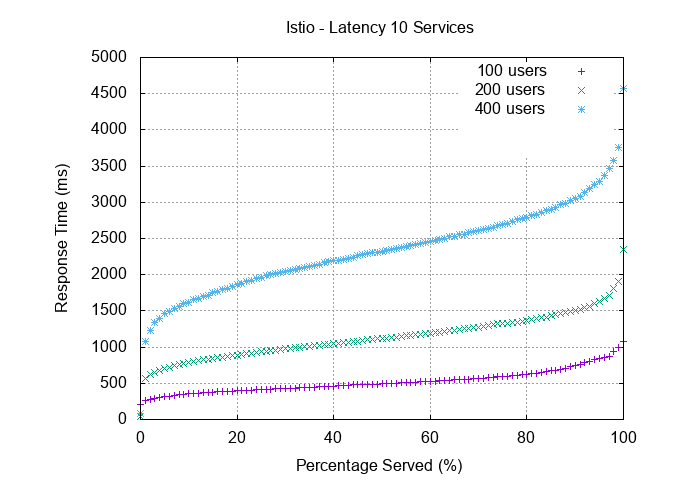 Istio - Latency 10 Services
5000
4500
4000
3500
3000
2500
2000
1500
1000
500
0
Response Time (ms)
100 users
200 users
400 users
0 20 40 60 80 100
Percentage Served (%)